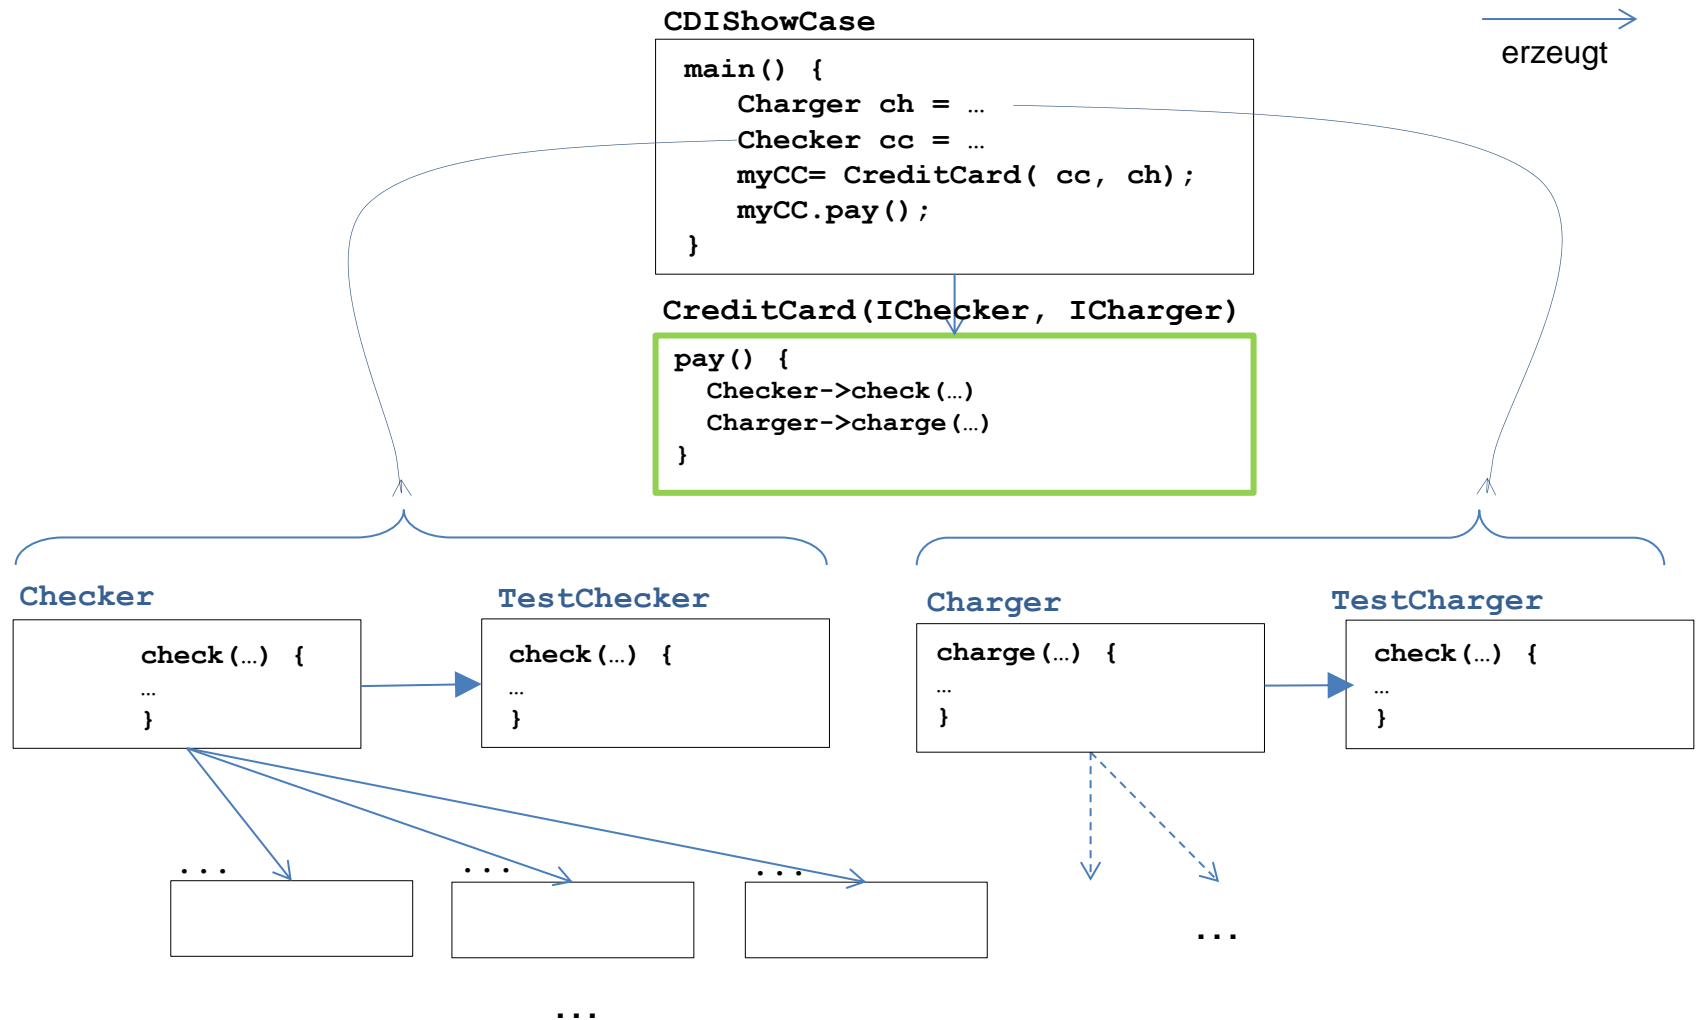 CDIShowCase
erzeugt
main() {
Charger ch = …
Checker cc = …
myCC= CreditCard( cc, ch);
myCC.pay();
}
CreditCard(IChecker, ICharger)
pay() {
Checker->check(…)
Charger->charge(…)
}
Checker
check(…) {
…
}
TestChecker
check(…) {
…
}
Charger
charge(…) {
…
}
TestCharger
check(…) {
…
}
...
...
...
...
...